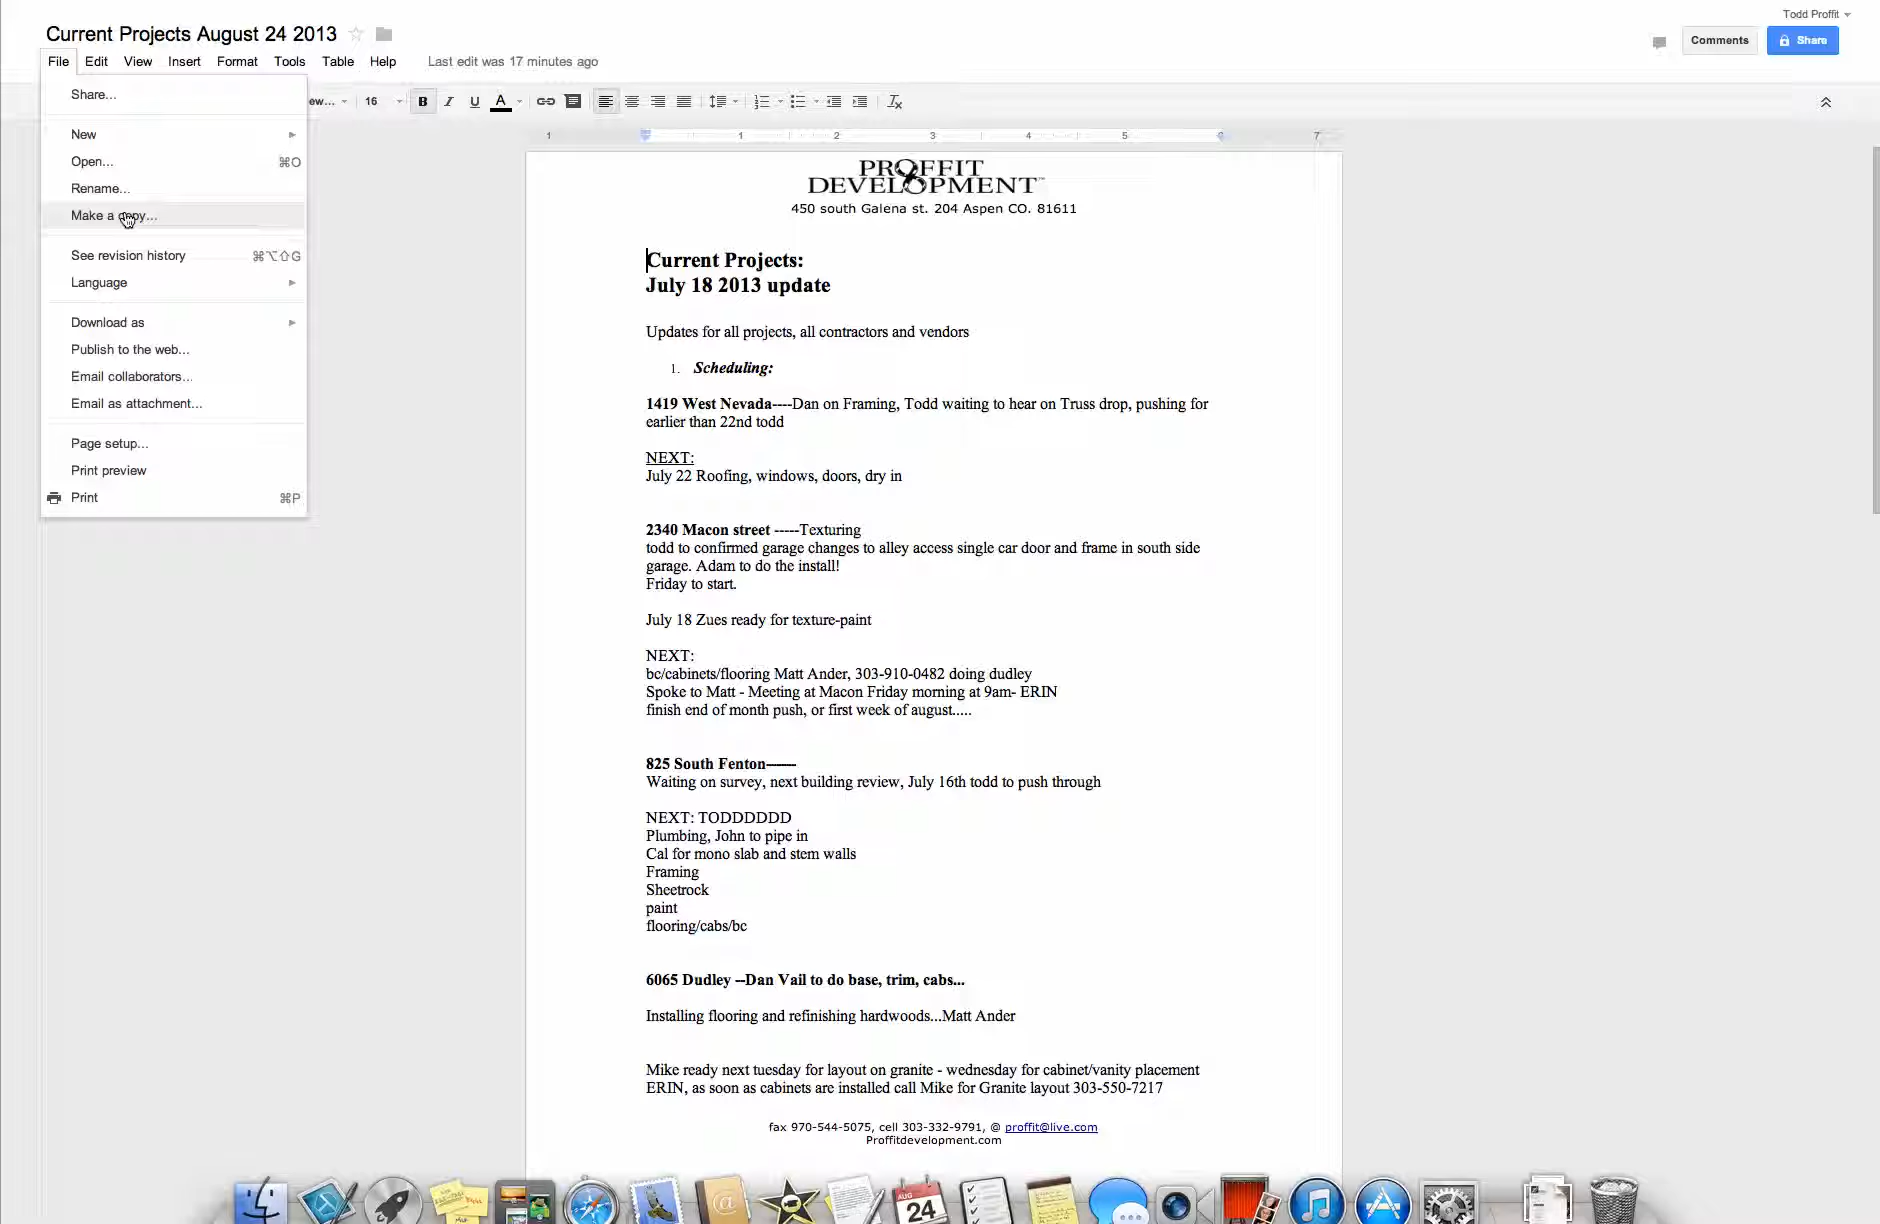 Todd Proffit
Current Projects August 24 2013
Comments
Share
File Edit View Insert Format Tools Table Help Last edit was 17 minutes ago
ew... 16 B I U A
Share...
New
Open... ⌘O
Rename...
Make a copy...
See revision history ⌘⌥⇧G
Language
Download as
Publish to the web...
Email collaborators...
Email as attachment...
Page setup...
Print preview
Print ⌘P
1 1 2 3 4 5 6 7
PROFFIT
DEVELOPMENT™
450 south Galena st. 204 Aspen CO. 81611
Current Projects:
July 18 2013 update
Updates for all projects, all contractors and vendors
1. Scheduling:
1419 West Nevada----Dan on Framing, Todd waiting to hear on Truss drop, pushing for
earlier than 22nd todd
NEXT:
July 22 Roofing, windows, doors, dry in
2340 Macon street -----Texturing
todd to confirmed garage changes to alley access single car door and frame in south side
garage. Adam to do the install!
Friday to start.
July 18 Zues ready for texture-paint
NEXT:
bc/cabinets/flooring Matt Ander, 303-910-0482 doing dudley
Spoke to Matt - Meeting at Macon Friday morning at 9am- ERIN
finish end of month push, or first week of august.....
825 South Fenton-------
Waiting on survey, next building review, July 16th todd to push through
NEXT: TODDDDDD
Plumbing, John to pipe in
Cal for mono slab and stem walls
Framing
Sheetrock
paint
flooring/cabs/bc
6065 Dudley --Dan Vail to do base, trim, cabs...
Installing flooring and refinishing hardwoods...Matt Ander
Mike ready next tuesday for layout on granite - wednesday for cabinet/vanity placement
ERIN, as soon as cabinets are installed call Mike for Granite layout 303-550-7217
fax 970-544-5075, cell 303-332-9791, @ proffit@live.com
Proffitdevelopment.com
AUG
24